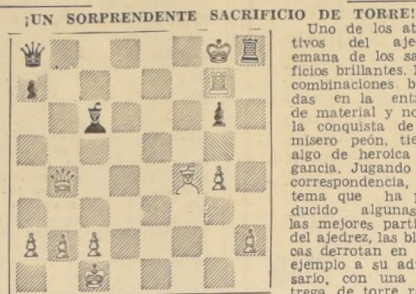 ¡UN SORPRENDENTE SACRIFICIO DE TORRE!
Uno de los at
tivos del aje
emana de los sa
ficios brillantes.
combinaciones b
das en la ent
de material y no
la conquista de
mísero peón, tie
algo de heroica
gancia. Jugando
correspondencia,
tema que ha p
ducido alguna
las mejores parti
del ajedrez, las bl
cas derrotan en
ejemplo a su ad
sario, con una
trega de torre